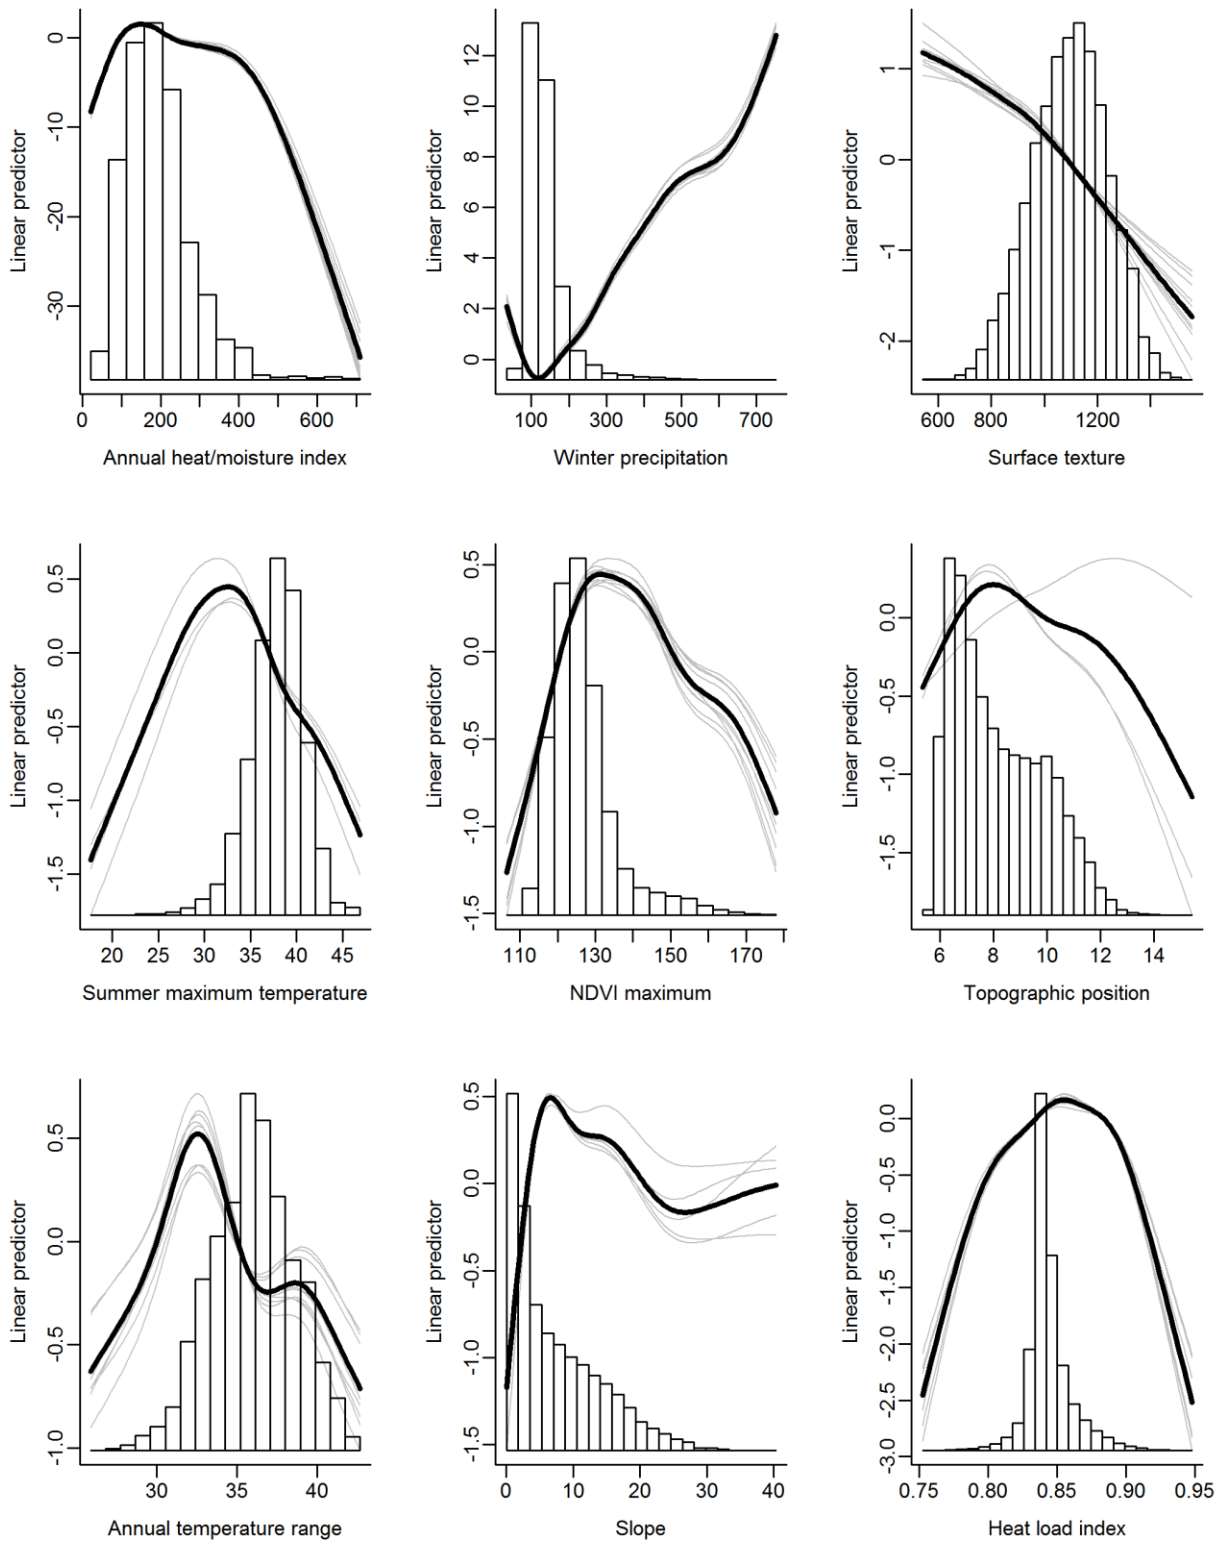 Linear predictor
0
-10
-20
-30
0 200 400 600
Annual heat/moisture index
Linear predictor
12
10
8
6
4
2
0
100 300 500 700
Winter precipitation
Linear predictor
1
0
-1
-2
600 800 1200
Surface texture
Linear predictor
0.5
0.0
-0.5
-1.0
-1.5
20 25 30 35 40 45
Summer maximum temperature
Linear predictor
0.5
0.0
-0.5
-1.0
-1.5
110 130 150 170
NDVI maximum
Linear predictor
0.0
-0.5
-1.0
-1.5
6 8 10 12 14
Topographic position
Linear predictor
0.5
0.0
-0.5
-1.0
30 35 40
Annual temperature range
Linear predictor
0.5
0.0
-0.5
-1.0
-1.5
0 10 20 30 40
Slope
Linear predictor
0.0
-0.5
-1.0
-1.5
-2.0
-2.5
-3.0
0.75 0.80 0.85 0.90 0.95
Heat load index